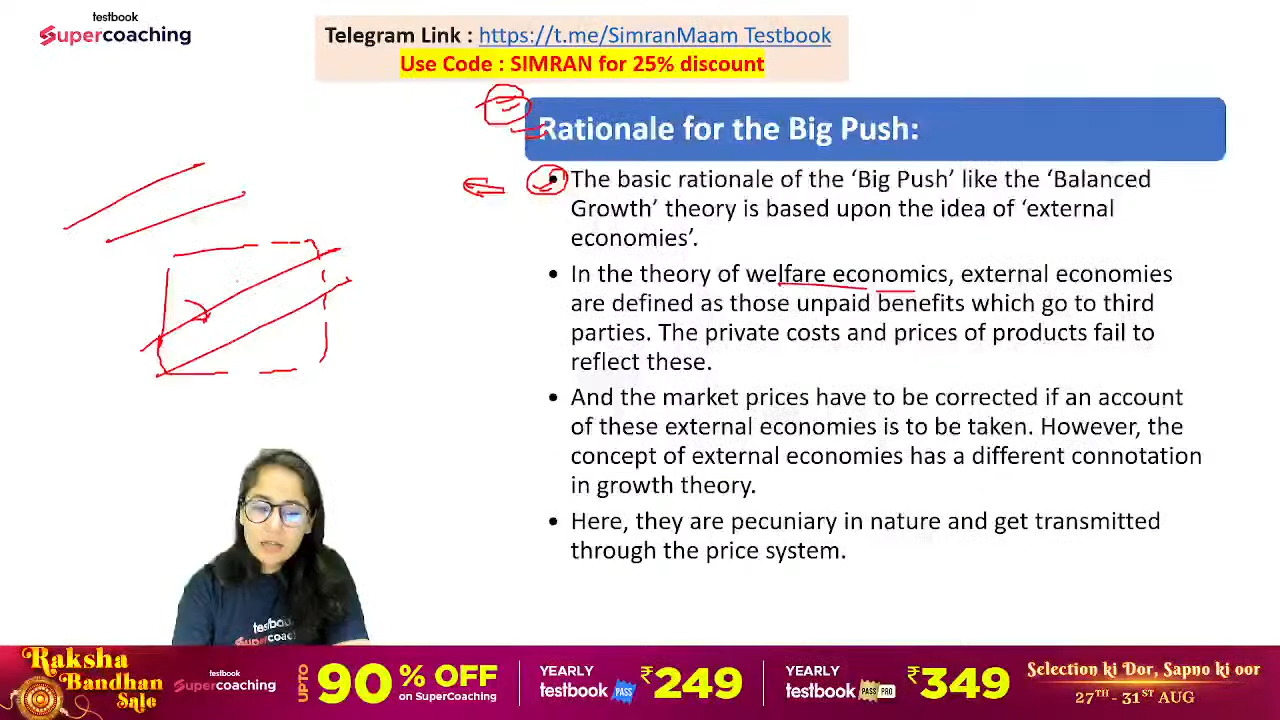 testbook
Supercoaching
Telegram Link : https://t.me/SimranMaam Testbook
Use Code : SIMRAN for 25% discount
Rationale for the Big Push:
• The basic rationale of the ‘Big Push’ like the ‘Balanced
Growth’ theory is based upon the idea of ‘external
economies’.
• In the theory of welfare economics, external economies
are defined as those unpaid benefits which go to third
parties. The private costs and prices of products fail to
reflect these.
• And the market prices have to be corrected if an account
of these external economies is to be taken. However, the
concept of external economies has a different connotation
in growth theory.
• Here, they are pecuniary in nature and get transmitted
through the price system.
Raksha
Bandhan
Sale
testbook
Supercoaching
UPTO
90% OFF
on SuperCoaching
YEARLY
testbook PASS
₹249
YEARLY
testbook PASS PRO
₹349
Selection ki Dor, Sapno ki oor
27TH - 31ST AUG